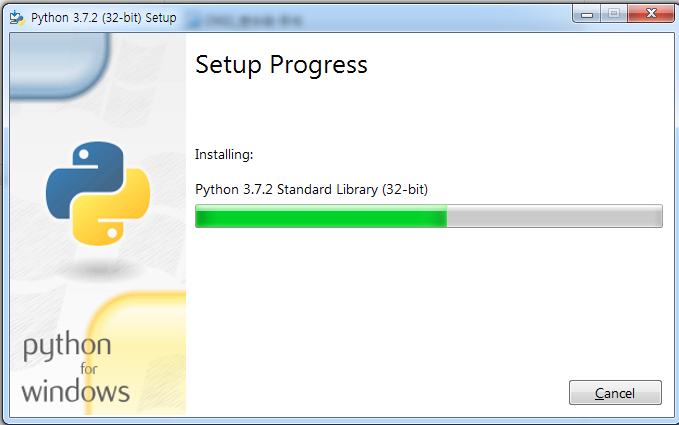 Python 3.7.2 (32-bit) Setup
Setup Progress
Installing:
Python 3.7.2 Standard Library (32-bit)
python
for
windows
Cancel